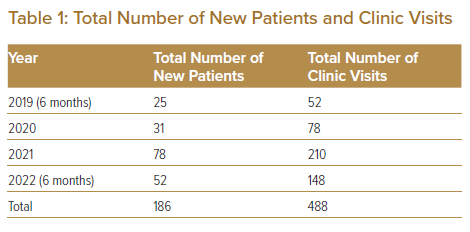 Table 1: Total Number of New Patients and Clinic Visits
Year Total Number of New Patients Total Number of Clinic Visits
2019 (6 months) 25 52
2020 31 78
2021 78 210
2022 (6 months) 52 148
Total 186 488